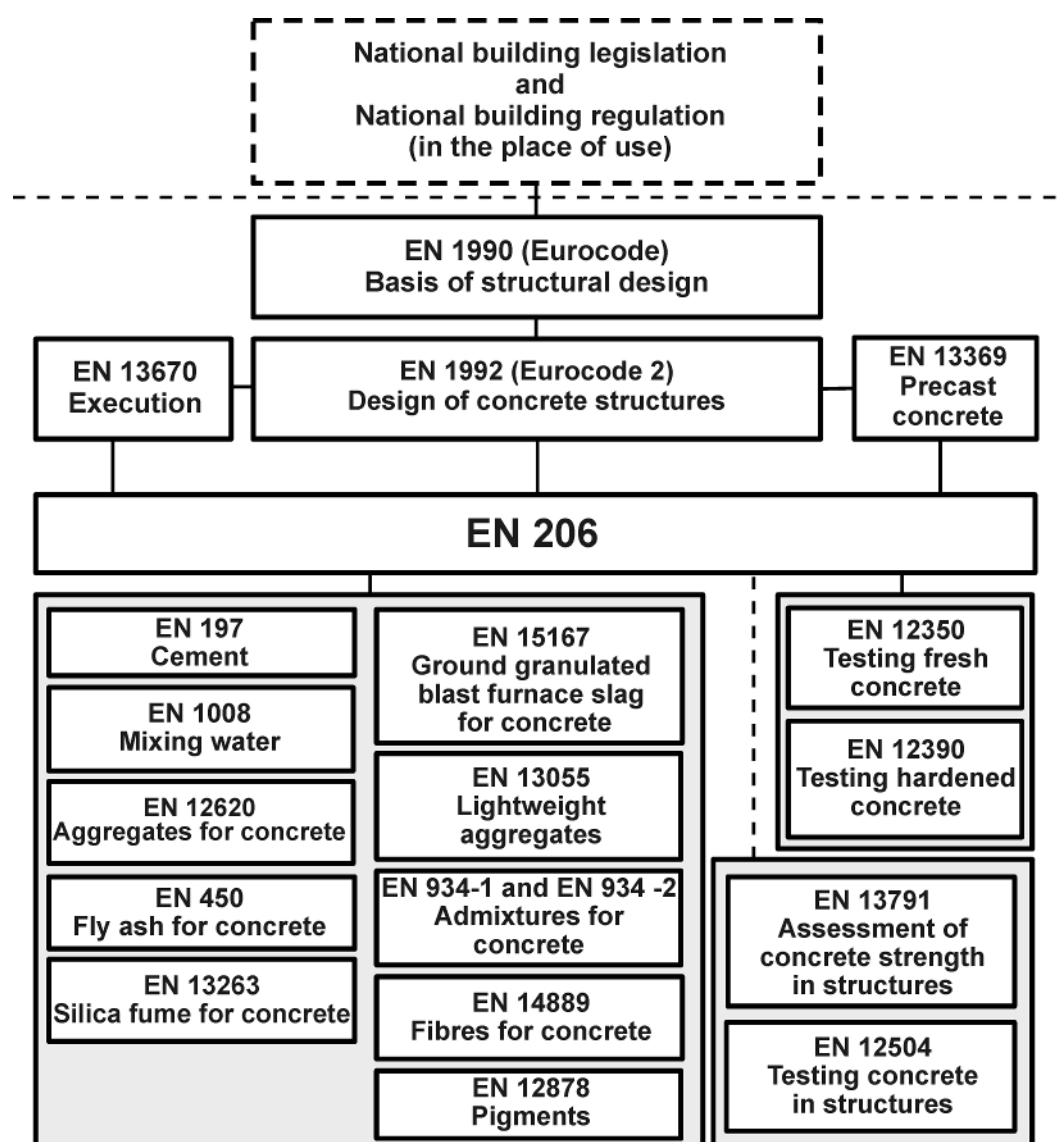 National building legislation
and
National building regulation
(in the place of use)
EN 1990 (Eurocode)
Basis of structural design
EN 13670
Execution
EN 1992 (Eurocode 2)
Design of concrete structures
EN 13369
Precast
concrete
EN 206
EN 197
Cement
EN 1008
Mixing water
EN 12620
Aggregates for concrete
EN 450
Fly ash for concrete
EN 13263
Silica fume for concrete
EN 15167
Ground granulated
blast furnace slag
for concrete
EN 13055
Lightweight
aggregates
EN 934-1 and EN 934 -2
Admixtures for
concrete
EN 14889
Fibres for concrete
EN 12878
Pigments
EN 12350
Testing fresh
concrete
EN 12390
Testing hardened
concrete
EN 13791
Assessment of
concrete strength
in structures
EN 12504
Testing concrete
in structures